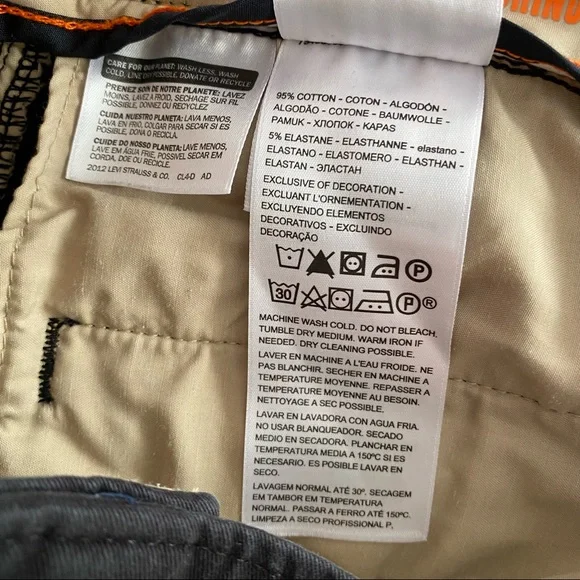 CARE FOR OUR PLANET: WASH LESS, WASH
COLD, LINE DRY, DONATE OR RECYCLE
PRENEZ SOIN DE NOTRE PLANETE: LAVEZ
MOINS, LAVEZ A FROID, SECHAGE SUR FIL
DONNEZ OU RECYCLEZ
CUIDA NUESTRO PLANETA: LAVA MENOS,
LAVA EN FRIO, COLGAR PARA SECAR SI ES
POSIBLE, DONA O RECICLA.
CUIDE DO NOSSO PLANETA: LAVE MENOS,
LAVE EM ÁGUA FRIE, POSSIVEL SECAR EM
CORDA, DOE OU RECICLE.
2012 LEVI STRAUSS & CO. CL4-D AD
95% COTTON - COTON - ALGODÓN -
ALGODÃO - COTONE - BAUMWOLLE -
PAMUK - ХЛОПОК - KAPAS
5% ELASTANE - ELASTHANNE - elastano -
ELASTANO - ELASTOMERO - ELASTHAN -
ELASTAN - ЭЛАСТАН
EXCLUSIVE OF DECORATION -
EXCLUANT L'ORNEMENTATION -
EXCLUYENDO ELEMENTOS
DECORATIVOS - EXCLUINDO
DECORAÇÃO
P
30 P ®
MACHINE WASH COLD. DO NOT BLEACH.
TUMBLE DRY MEDIUM. WARM IRON IF
NEEDED. DRY CLEANING POSSIBLE.
LAVER EN MACHINE A L'EAU FROIDE. NE
PAS BLANCHIR. SECHER EN MACHINE A
TEMPERATURE MOYENNE. REPASSER A
TEMPERATURE MOYENNE AU BESOIN.
NETTOYAGE A SEC POSSIBLE.
LAVAR EN LAVADORA CON AGUA FRIA.
NO USAR BLANQUEADOR. SECADO
MEDIO EN SECADORA. PLANCHAR EN
TEMPERATURA MEDIA A 150ºC SI ES
NECESARIO. ES POSIBLE LAVAR EN
SECO.
LAVAGEM NORMAL ATÉ 30º. SECAGEM
EM TAMBOR EM TEMPERATURA
NORMAL. PASSAR A FERRO ATÉ 150ºC.
LIMPEZA A SECO PROFISSIONAL P.